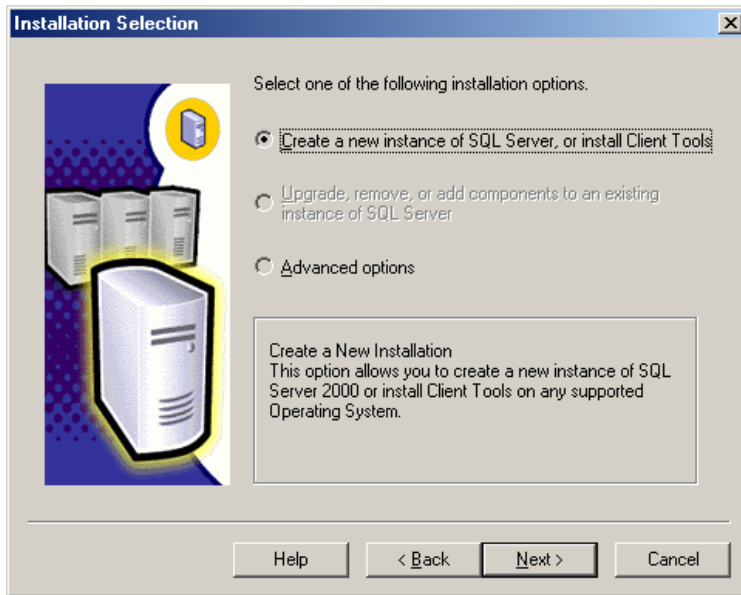 Installation Selection
Select one of the following installation options.
Create a new instance of SQL Server, or install Client Tools
Upgrade, remove, or add components to an existing
instance of SQL Server
Advanced options
Create a New Installation
This option allows you to create a new instance of SQL
Server 2000 or install Client Tools on any supported
Operating System.
Help
< Back
Next >
Cancel